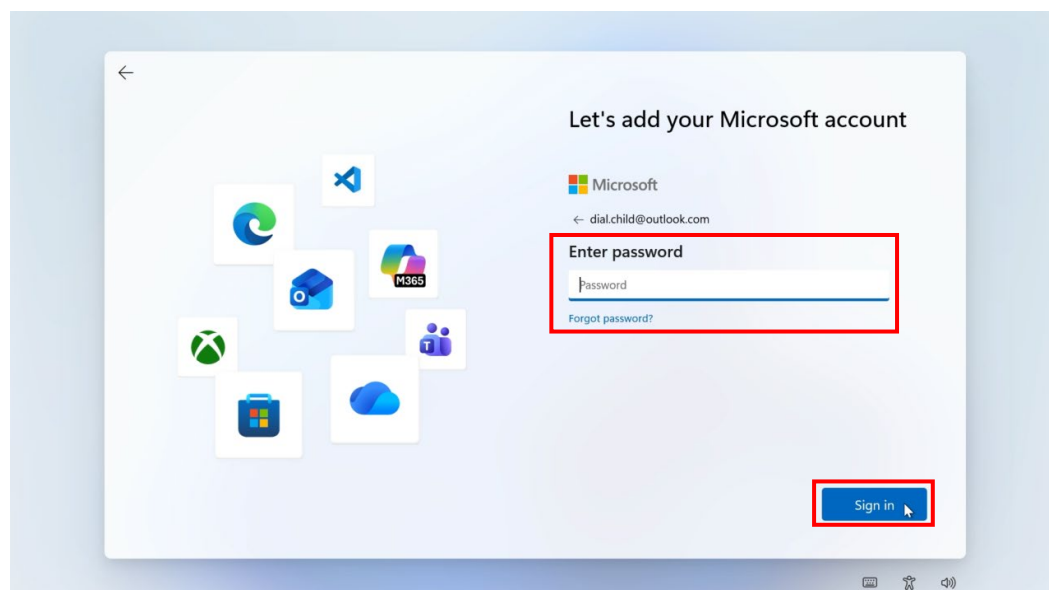 Let's add your Microsoft account
Microsoft
dial.child@outlook.com
Enter password
Password
Forgot password?
M365
O
T
Sign in